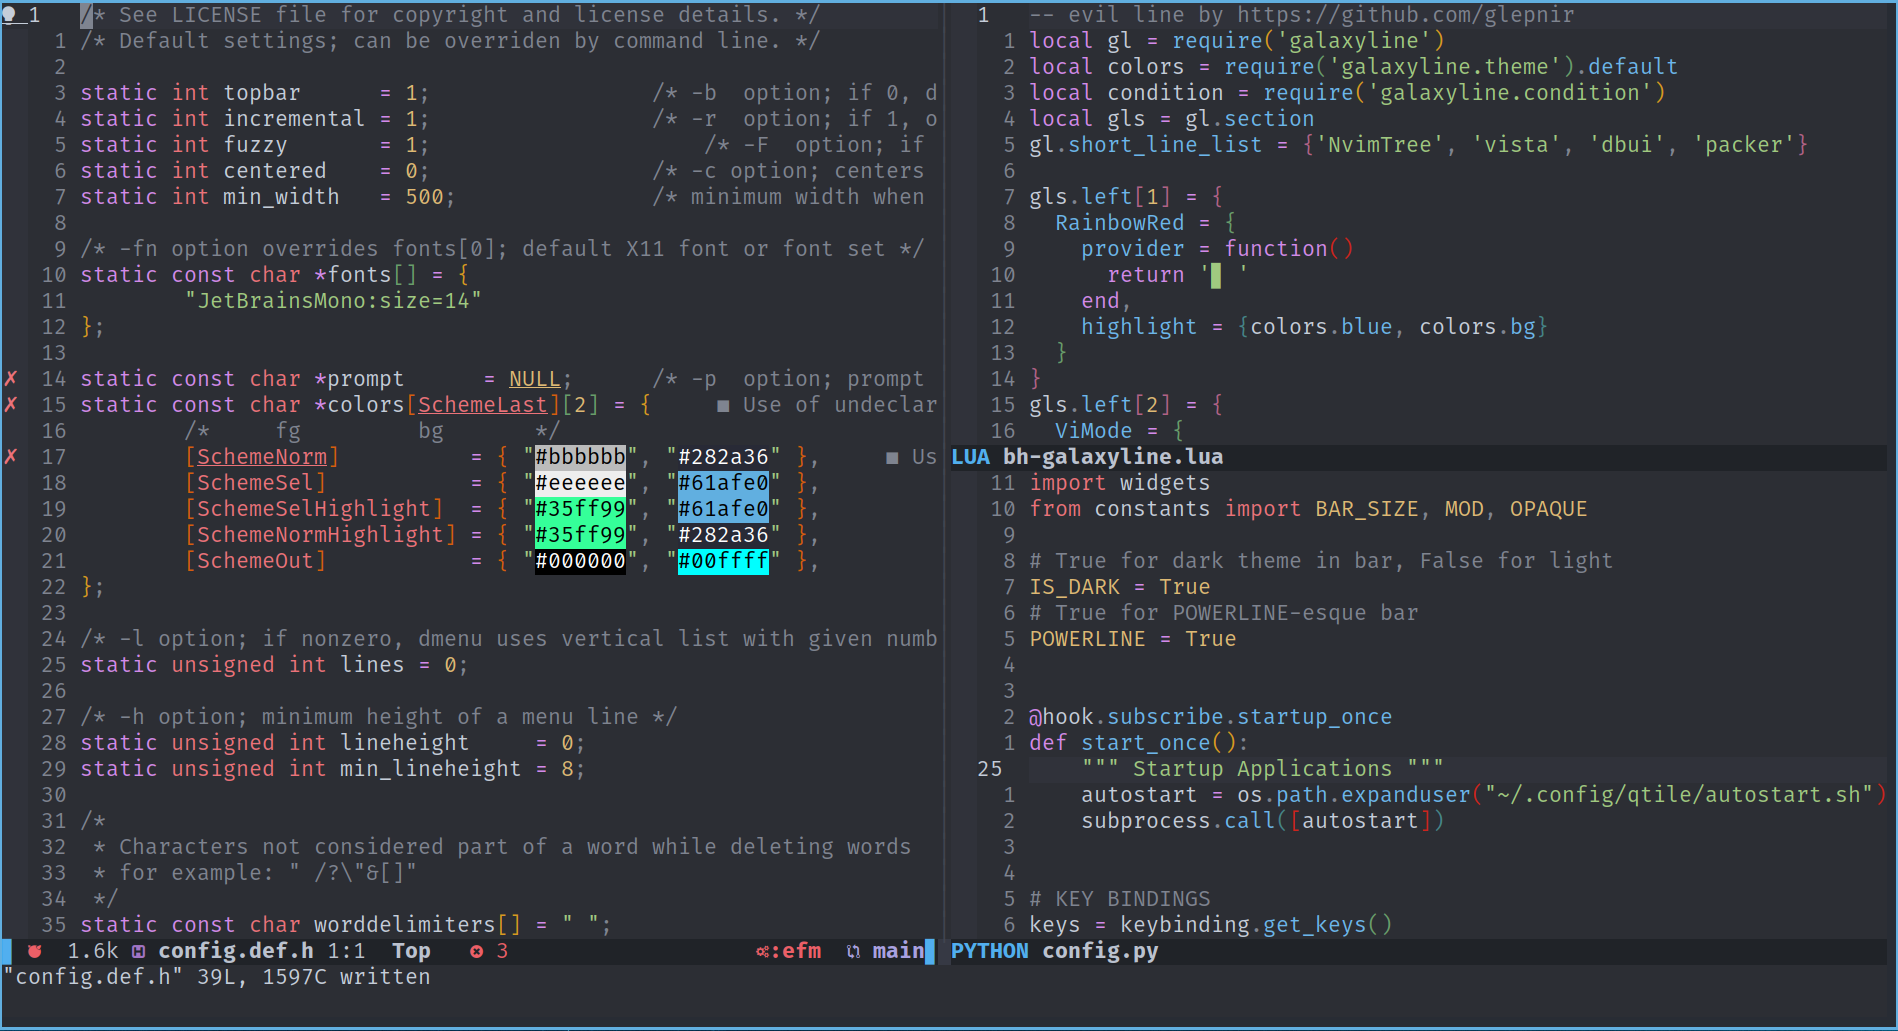 1 /* See LICENSE file for copyright and license details. */
1 /* Default settings; can be overriden by command line. */
2
3 static int topbar      = 1;                 /* -b  option; if 0, d
4 static int incremental = 1;                 /* -r  option; if 1, o
5 static int fuzzy       = 1;                     /* -F  option; if
6 static int centered    = 0;                 /* -c option; centers
7 static int min_width   = 500;               /* minimum width when
8
9 /* -fn option overrides fonts[0]; default X11 font or font set */
10 static const char *fonts[] = {
11         "JetBrainsMono:size=14"
12 };
13
✗ 14 static const char *prompt      = NULL;      /* -p  option; prompt
✗ 15 static const char *colors[SchemeLast][2] = {     ■ Use of undeclar
16         /*     fg         bg       */
✗ 17         [SchemeNorm]          = { "#bbbbbb", "#282a36" },     ■ Us
18         [SchemeSel]           = { "#eeeeee", "#61afe0" },
19         [SchemeSelHighlight]  = { "#35ff99", "#61afe0" },
20         [SchemeNormHighlight] = { "#35ff99", "#282a36" },
21         [SchemeOut]           = { "#000000", "#00ffff" },
22 };
23
24 /* -l option; if nonzero, dmenu uses vertical list with given numb
25 static unsigned int lines = 0;
26
27 /* -h option; minimum height of a menu line */
28 static unsigned int lineheight     = 0;
29 static unsigned int min_lineheight = 8;
30
31 /*
32  * Characters not considered part of a word while deleting words
33  * for example: " /?\"&[]"
34  */
35 static const char worddelimiters[] = " ";
1.6k config.def.h 1:1  Top   3   :efm  main
"config.def.h" 39L, 1597C written
1 -- evil line by https://github.com/glepnir
1 local gl = require('galaxyline')
2 local colors = require('galaxyline.theme').default
3 local condition = require('galaxyline.condition')
4 local gls = gl.section
5 gl.short_line_list = {'NvimTree', 'vista', 'dbui', 'packer'}
6
7 gls.left[1] = {
8   RainbowRed = {
9     provider = function()
10       return '▊ '
11     end,
12     highlight = {colors.blue, colors.bg}
13   }
14 }
15 gls.left[2] = {
16   ViMode = {
LUA bh-galaxyline.lua
11 import widgets
10 from constants import BAR_SIZE, MOD, OPAQUE
9
8 # True for dark theme in bar, False for light
7 IS_DARK = True
6 # True for POWERLINE-esque bar
5 POWERLINE = True
4
3
2 @hook.subscribe.startup_once
1 def start_once():
25     """ Startup Applications """
1     autostart = os.path.expanduser("~/.config/qtile/autostart.sh")
2     subprocess.call([autostart])
3
4
5 # KEY BINDINGS
6 keys = keybinding.get_keys()
PYTHON config.py